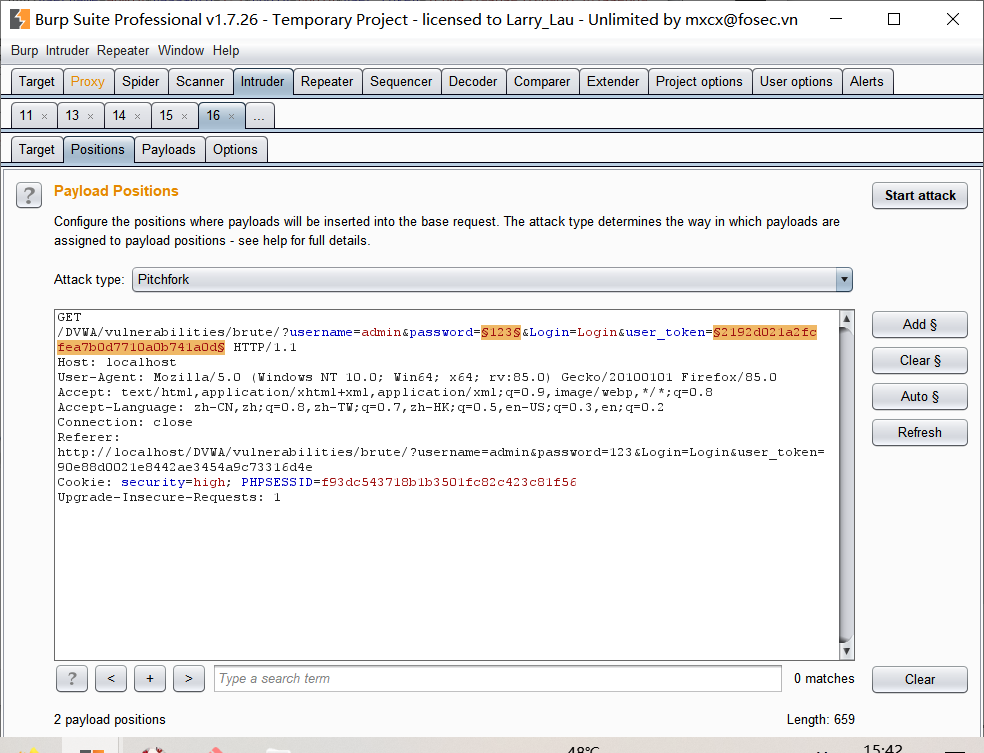 Burp Suite Professional v1.7.26 - Temporary Project - licensed to Larry_Lau - Unlimited by mxcx@fosec.vn
Burp Intruder Repeater Window Help
Target Proxy Spider Scanner Intruder Repeater Sequencer Decoder Comparer Extender Project options User options Alerts
11 × 13 × 14 × 15 × 16 × ...
Target Positions Payloads Options
? Payload Positions Start attack
Configure the positions where payloads will be inserted into the base request. The attack type determines the way in which payloads are
assigned to payload positions - see help for full details.
Attack type: Pitchfork
GET
/DVWA/vulnerabilities/brute/?username=admin&password=§123§&Login=Login&user_token=§2192d021a2fc
fea7b0d7710a0b741a0d§ HTTP/1.1
Host: localhost
User-Agent: Mozilla/5.0 (Windows NT 10.0; Win64; x64; rv:85.0) Gecko/20100101 Firefox/85.0
Accept: text/html,application/xhtml+xml,application/xml;q=0.9,image/webp,*/*;q=0.8
Accept-Language: zh-CN,zh;q=0.8,zh-TW;q=0.7,zh-HK;q=0.5,en-US;q=0.3,en;q=0.2
Connection: close
Referer:
http://localhost/DVWA/vulnerabilities/brute/?username=admin&password=123&Login=Login&user_token=
90e88d0021e8442ae3454a9c73316d4e
Cookie: security=high; PHPSESSID=f93dc543718b1b3501fc82c423c81f56
Upgrade-Insecure-Requests: 1
Add §
Clear §
Auto §
Refresh
? < + > Type a search term 0 matches Clear
2 payload positions Length: 659
48°C 15:42